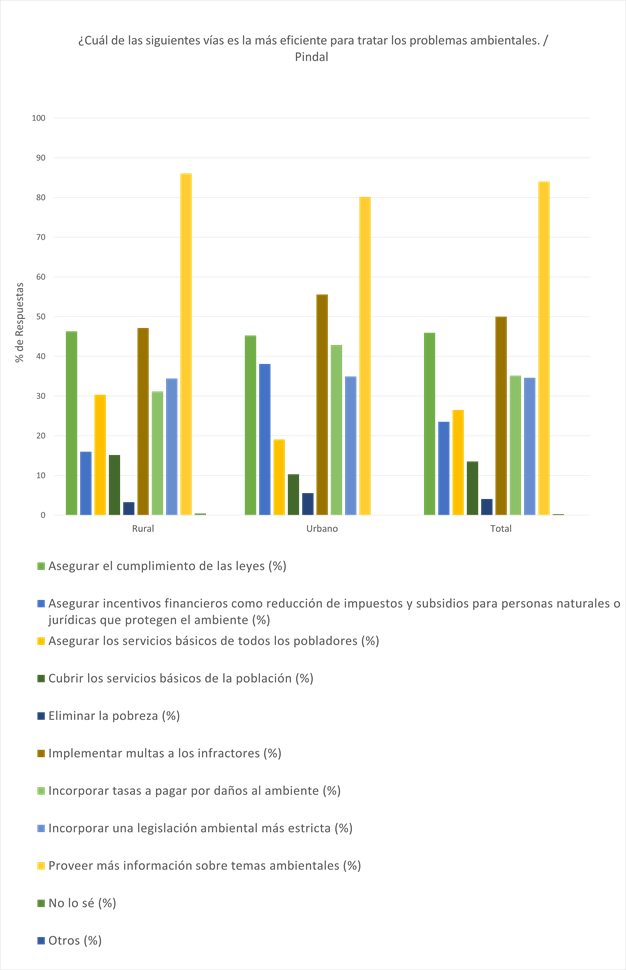 ¿Cuál de las siguientes vías es la más eficiente para tratar los problemas ambientales. /
Pindal
100
90
80
70
60
50
40
30
20
10
0
% de Respuestas
Rural
Urbano
Total
Asegurar el cumplimiento de las leyes (%)
Asegurar incentivos financieros como reducción de impuestos y subsidios para personas naturales o
jurídicas que protegen el ambiente (%)
Asegurar los servicios básicos de todos los pobladores (%)
Cubrir los servicios básicos de la población (%)
Eliminar la pobreza (%)
Implementar multas a los infractores (%)
Incorporar tasas a pagar por daños al ambiente (%)
Incorporar una legislación ambiental más estricta (%)
Proveer más información sobre temas ambientales (%)
No lo sé (%)
Otros (%)